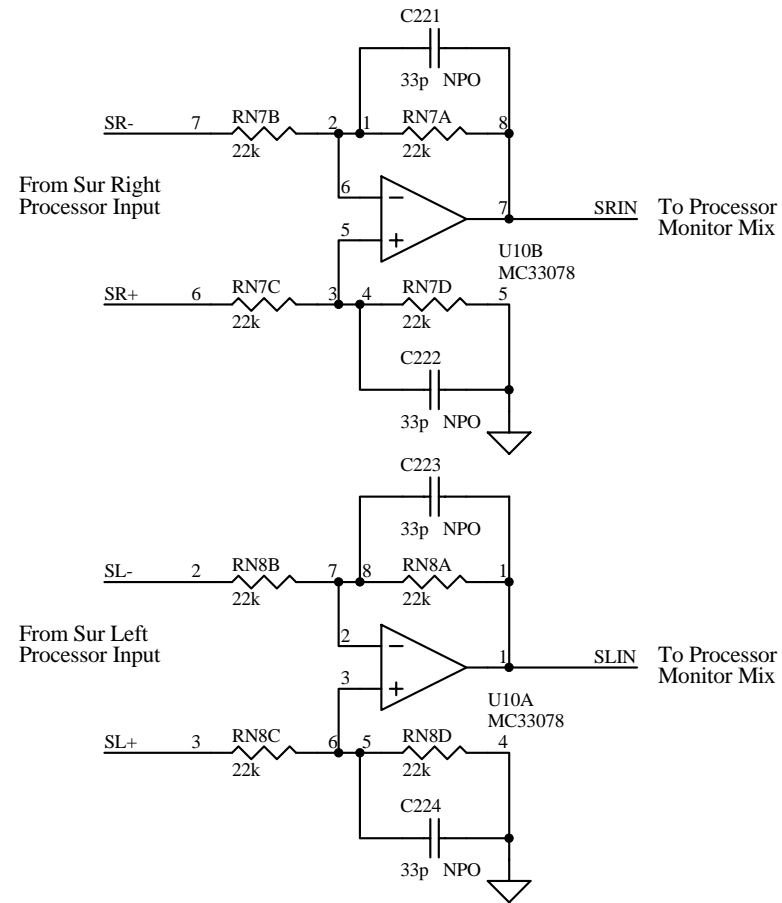 C221
33p NPO
SR- 7 RN7B 2 1 RN7A 8
22k 22k
From Sur Right
Processor Input
6
5
7 SRIN
To Processor
Monitor Mix
U10B
MC33078
SR+ 6 RN7C 3 4 RN7D 5
22k 22k
C222
33p NPO
C223
33p NPO
SL- 2 RN8B 7 8 RN8A 1
22k 22k
From Sur Left
Processor Input
2
3
1 SLIN
To Processor
Monitor Mix
U10A
MC33078
SL+ 3 RN8C 6 5 RN8D 4
22k 22k
C224
33p NPO